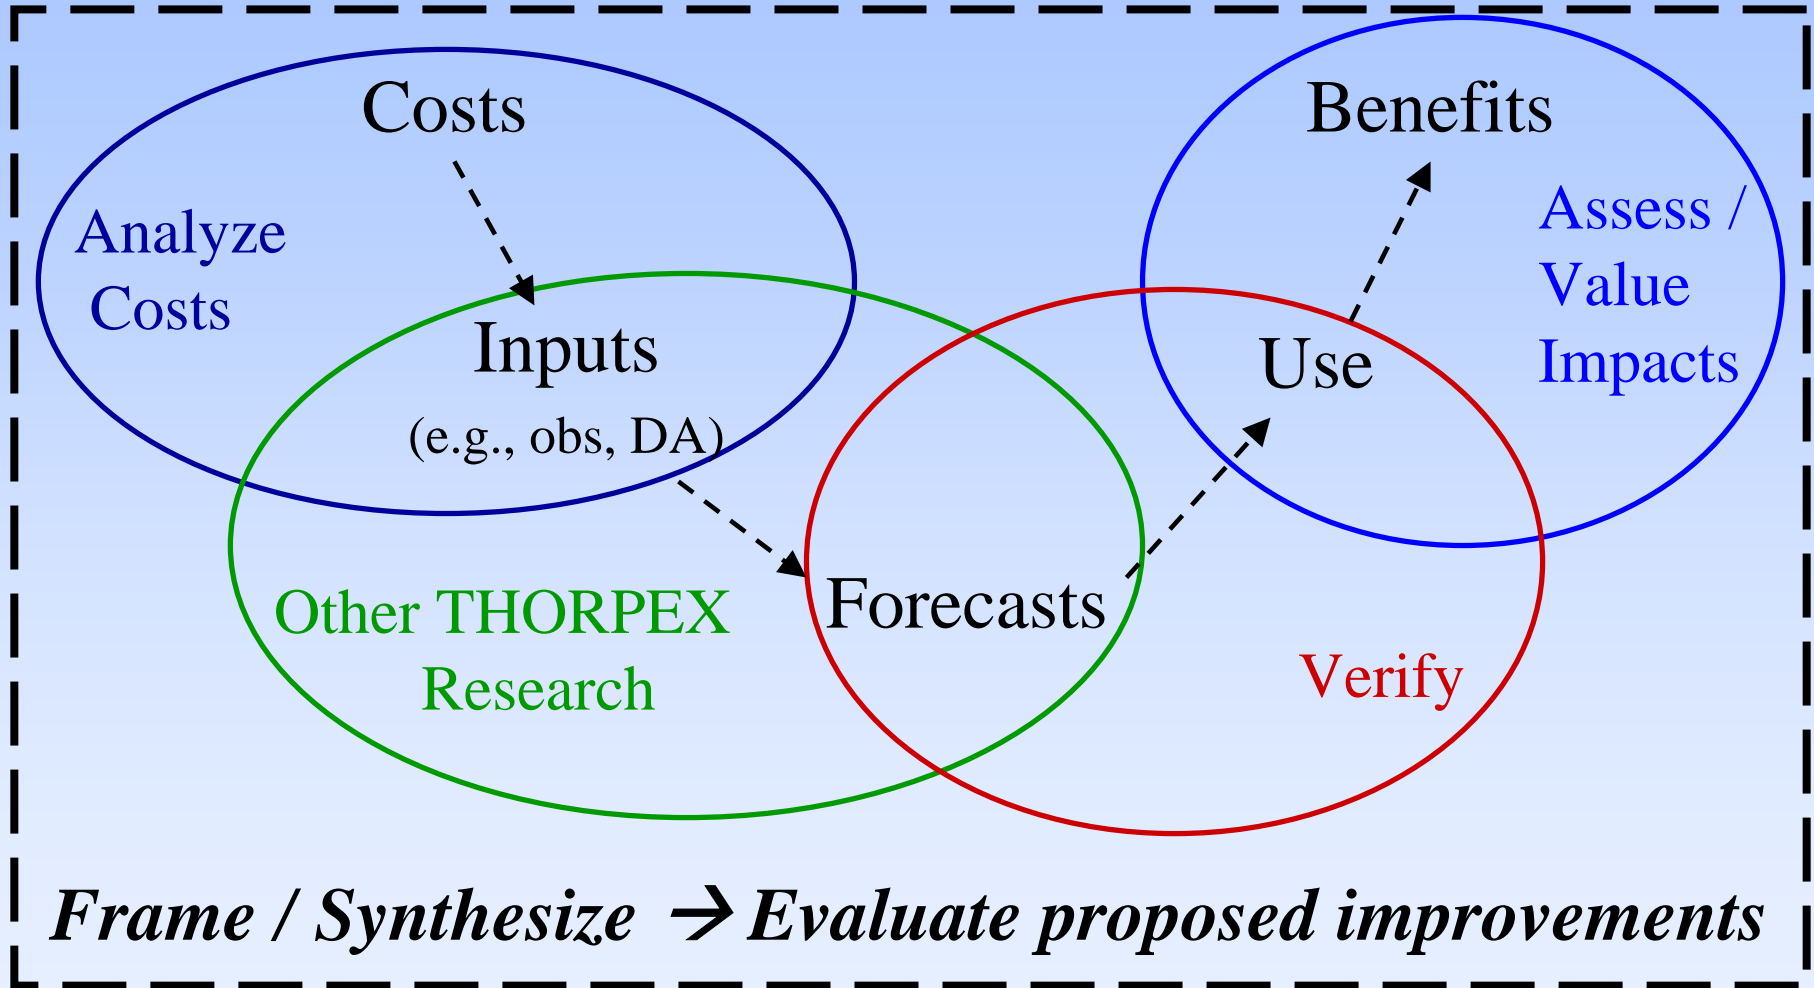 Costs
Analyze
Costs
Inputs
(e.g., obs, DA)
Other THORPEX
Research
Forecasts
Benefits
Assess /
Value
Impacts
Use
Verify
Frame / Synthesize → Evaluate proposed improvements